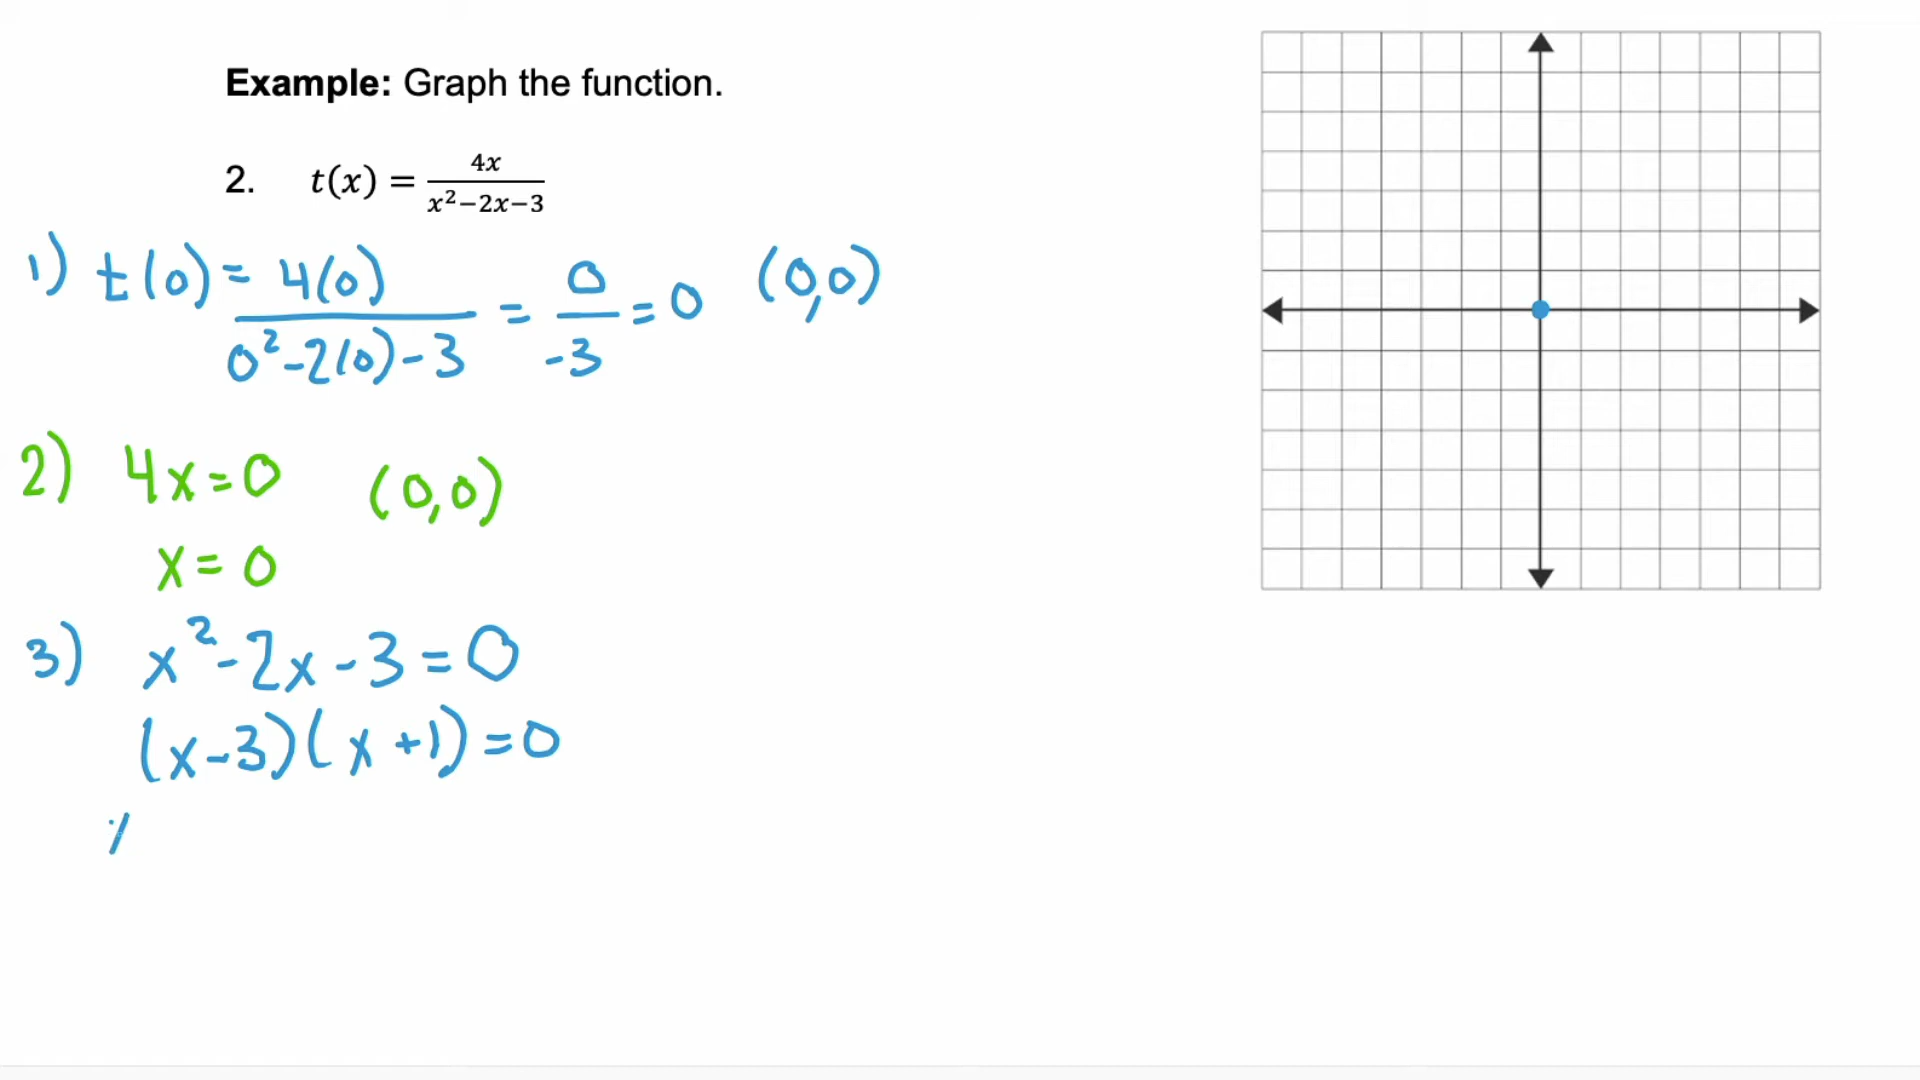 Example: Graph the function.
2. t(x) = 4x / x²−2x−3
1) t(0) = 4(0) / 0²-2(0)-3 = 0 / -3 = 0 (0,0)
2) 4x=0 (0,0)
x=0
3) x²-2x-3=0
(x-3)(x+1)=0